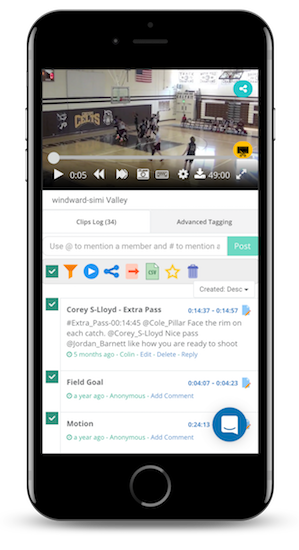 CELTS
0:05
CC
49:00
windward-simi Valley
Clips Log (34)
Advanced Tagging
Use @ to mention a member and # to mention a
Post
CSV
Created: Desc
Corey S-Lloyd - Extra Pass
0:14:37 - 0:14:57
#Extra_Pass-00:14:45 @Cole_Pillar Face the rim on
each catch. @Corey_S-Lloyd Nice pass
@Jordan_Barnett like how you are ready to shoot
5 months ago - Colin - Edit - Delete - Reply
Field Goal
0:04:07 - 0:04:23
a year ago - Anonymous - Add Comment
Motion
0:24:13
a year ago - Anonymous - Add Comment